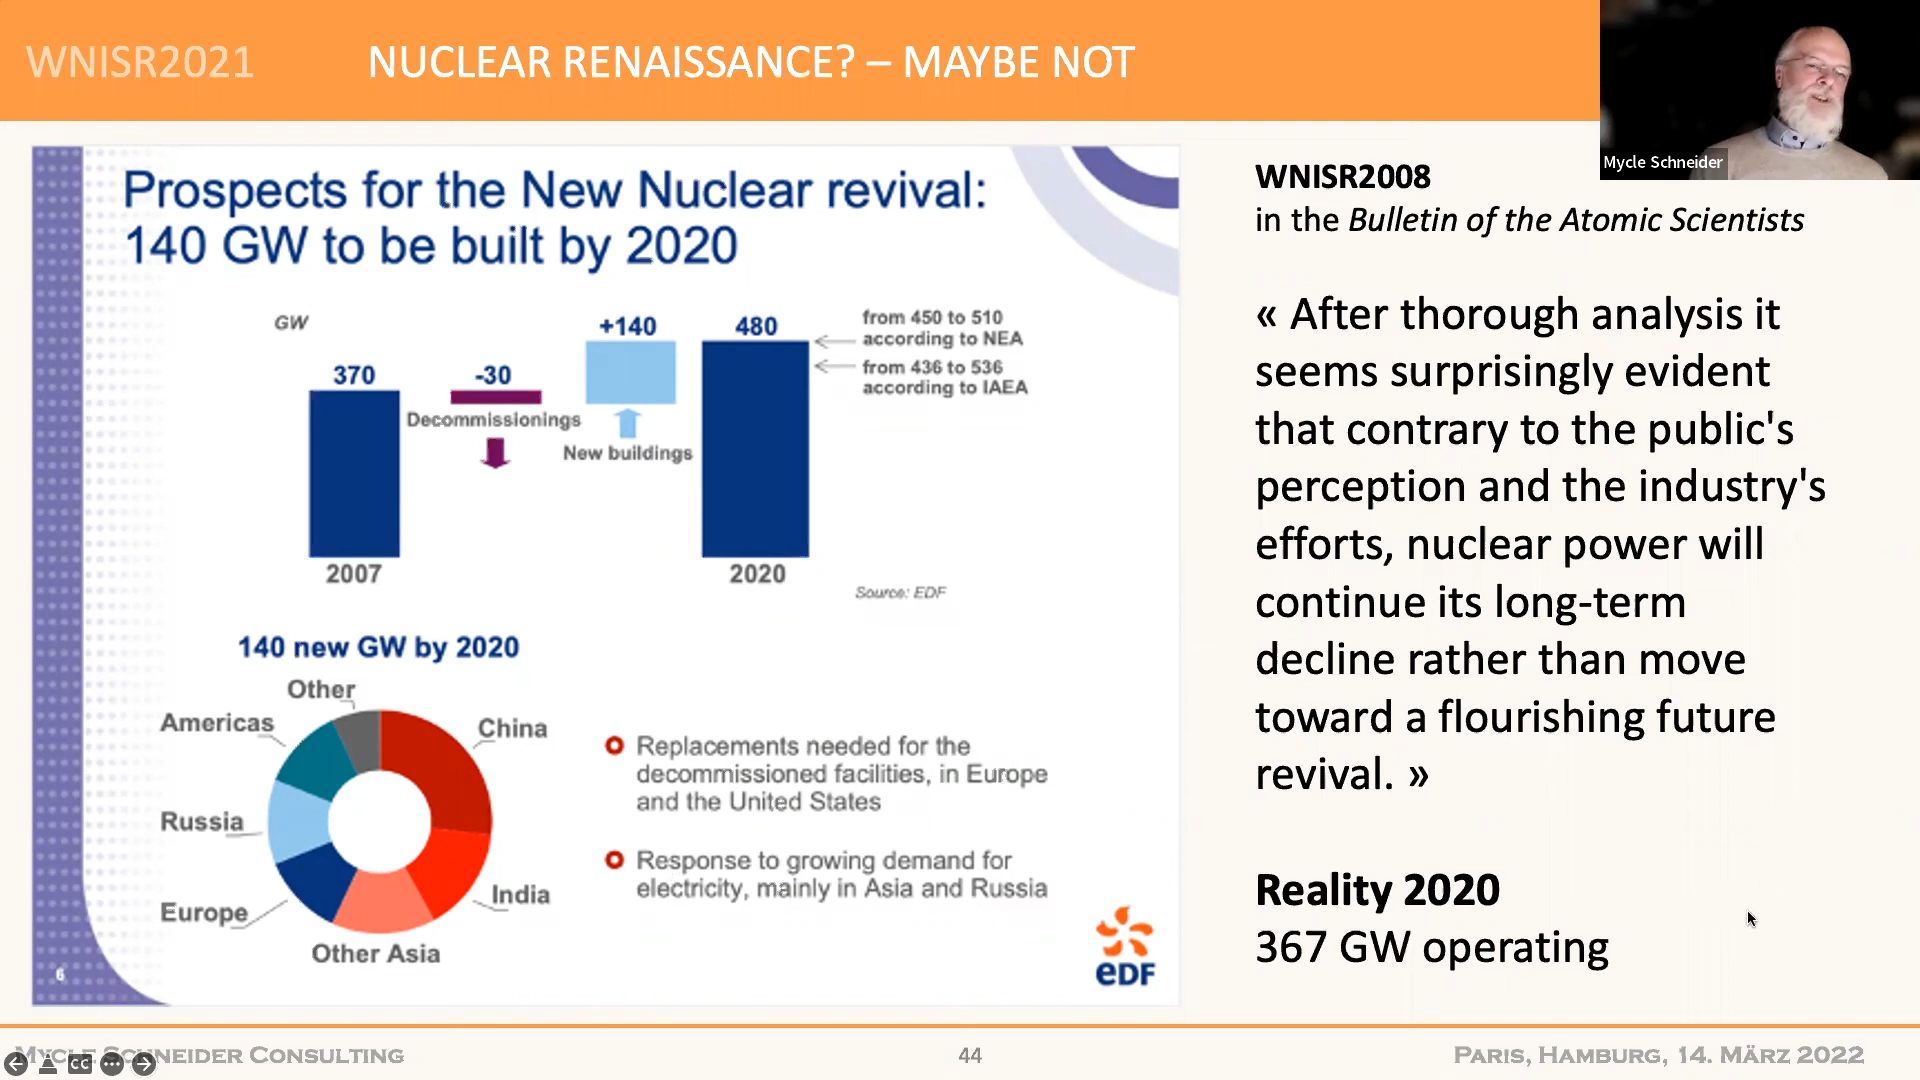 WNISR2021
NUCLEAR RENAISSANCE? – MAYBE NOT
Mycle Schneider
Prospects for the New Nuclear revival:
140 GW to be built by 2020
GW
370
-30
+140
480
from 450 to 510
according to NEA
from 436 to 536
according to IAEA
Decommissionings
New buildings
2007
2020
Source: EDF
140 new GW by 2020
Other
Americas
China
Russia
India
Europe
Other Asia
Replacements needed for the
decommissioned facilities, in Europe
and the United States
Response to growing demand for
electricity, mainly in Asia and Russia
6
eDF
WNISR2008
in the Bulletin of the Atomic Scientists
« After thorough analysis it
seems surprisingly evident
that contrary to the public's
perception and the industry's
efforts, nuclear power will
continue its long-term
decline rather than move
toward a flourishing future
revival. »
Reality 2020
367 GW operating
Mycle Schneider Consulting
CC
44
Paris, Hamburg, 14. März 2022